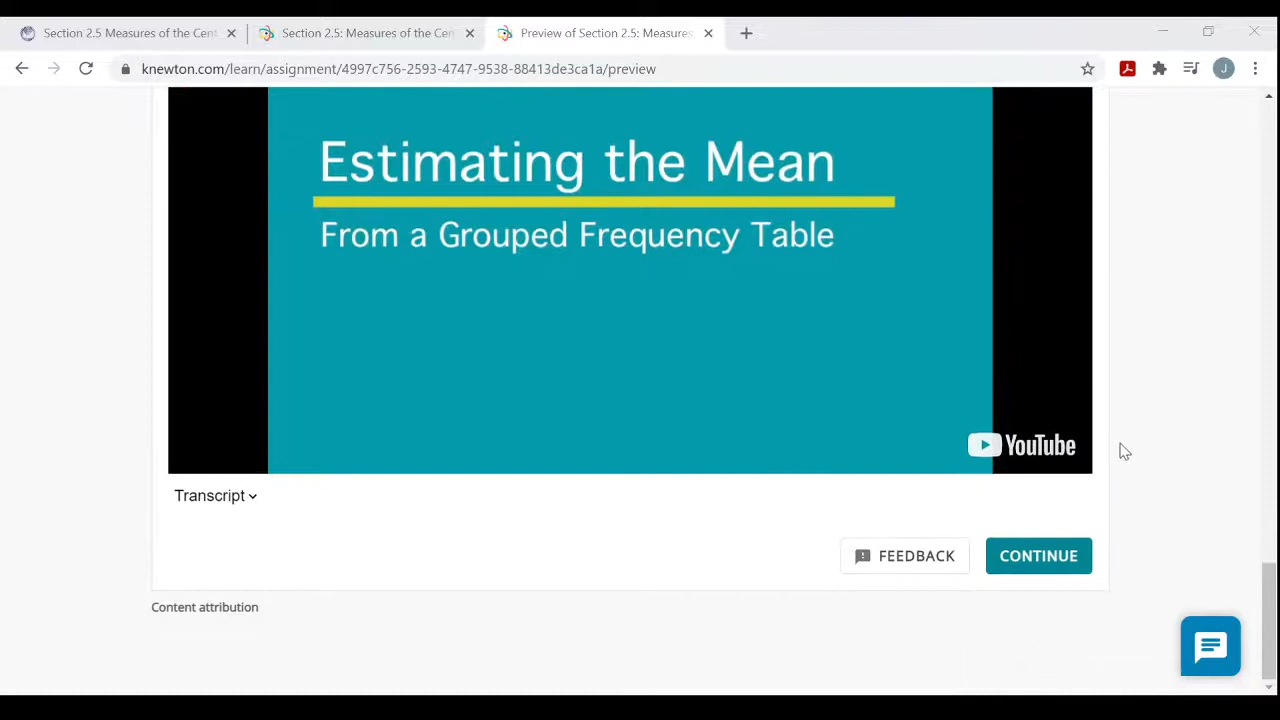 Section 2.5 Measures of the Cent
Section 2.5: Measures of the Cen
Preview of Section 2.5: Measures
knewton.com/learn/assignment/4997c756-2593-4747-9538-88413de3ca1a/preview
J
Estimating the Mean
From a Grouped Frequency Table
YouTube
Transcript
FEEDBACK
CONTINUE
Content attribution